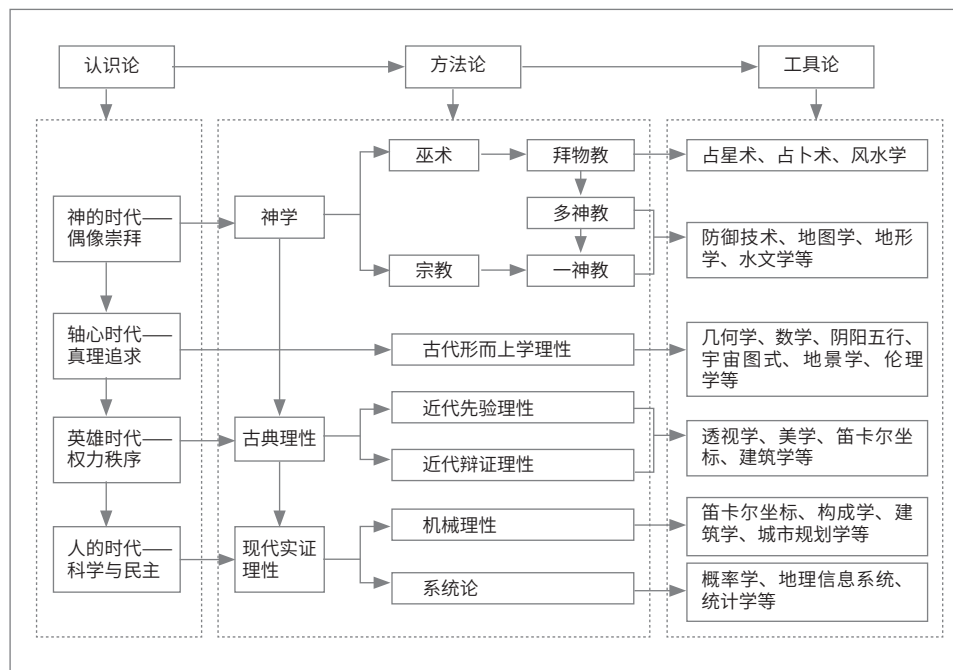 认识论
方法论
工具论
巫术
拜物教
占星术、占卜术、风水学
神的时代——
偶像崇拜
神学
多神教
防御技术、地图学、地形
学、水文学等
宗教
一神教
轴心时代——
真理追求
古代形而上学理性
几何学、数学、阴阳五行、
宇宙图式、地景学、伦理
学等
英雄时代——
权力秩序
古典理性
近代先验理性
近代辩证理性
透视学、美学、笛卡尔坐
标、建筑学等
人的时代——
科学与民主
现代实证
理性
机械理性
笛卡尔坐标、构成学、建
筑学、城市规划学等
系统论
概率学、地理信息系统、
统计学等